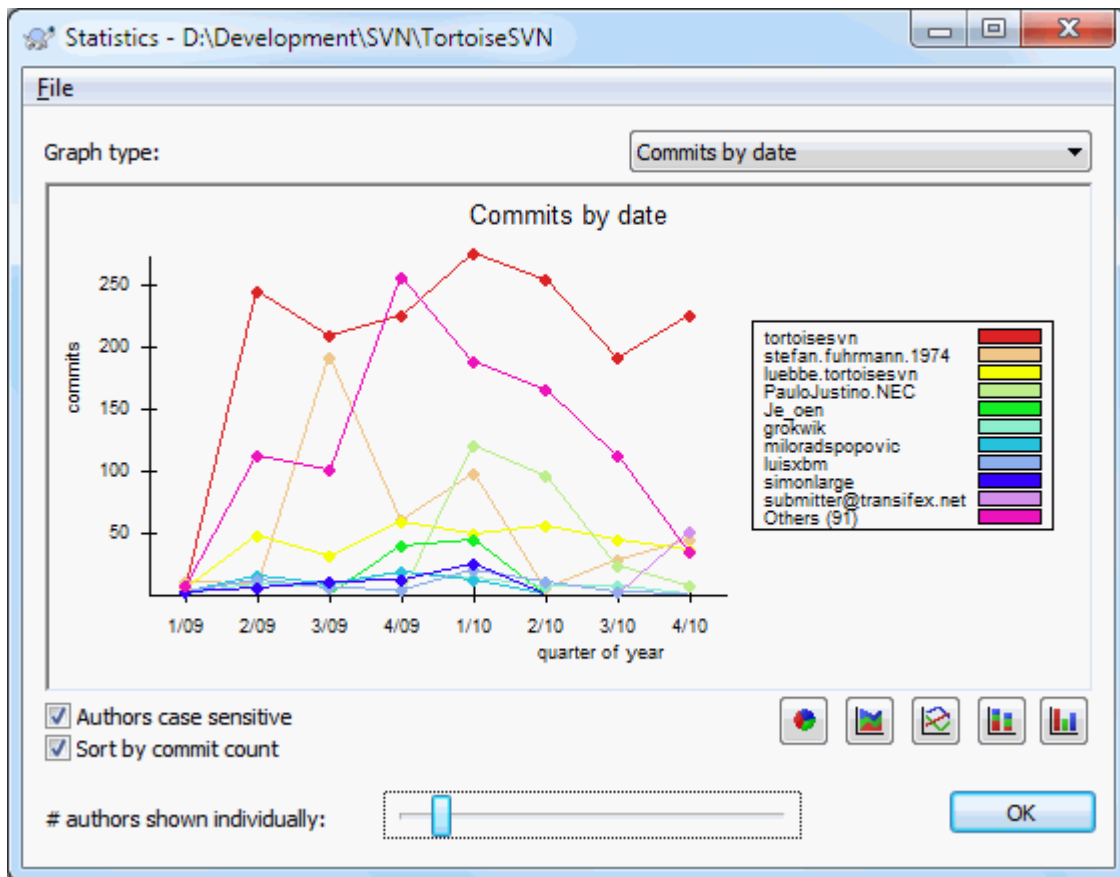 Statistics - D:\Development\SVN\TortoiseSVN
File
Graph type:
Commits by date
Commits by date
250
200
150
100
50
commits
1/09 2/09 3/09 4/09 1/10 2/10 3/10 4/10
quarter of year
tortoisesvn
stefan.fuhrmann.1974
luebbe.tortoisesvn
PauloJustino.NEC
Je_oen
grokwik
miloradspopovic
luisxbm
simonlarge
submitter@transifex.net
Others (91)
Authors case sensitive
Sort by commit count
# authors shown individually:
OK